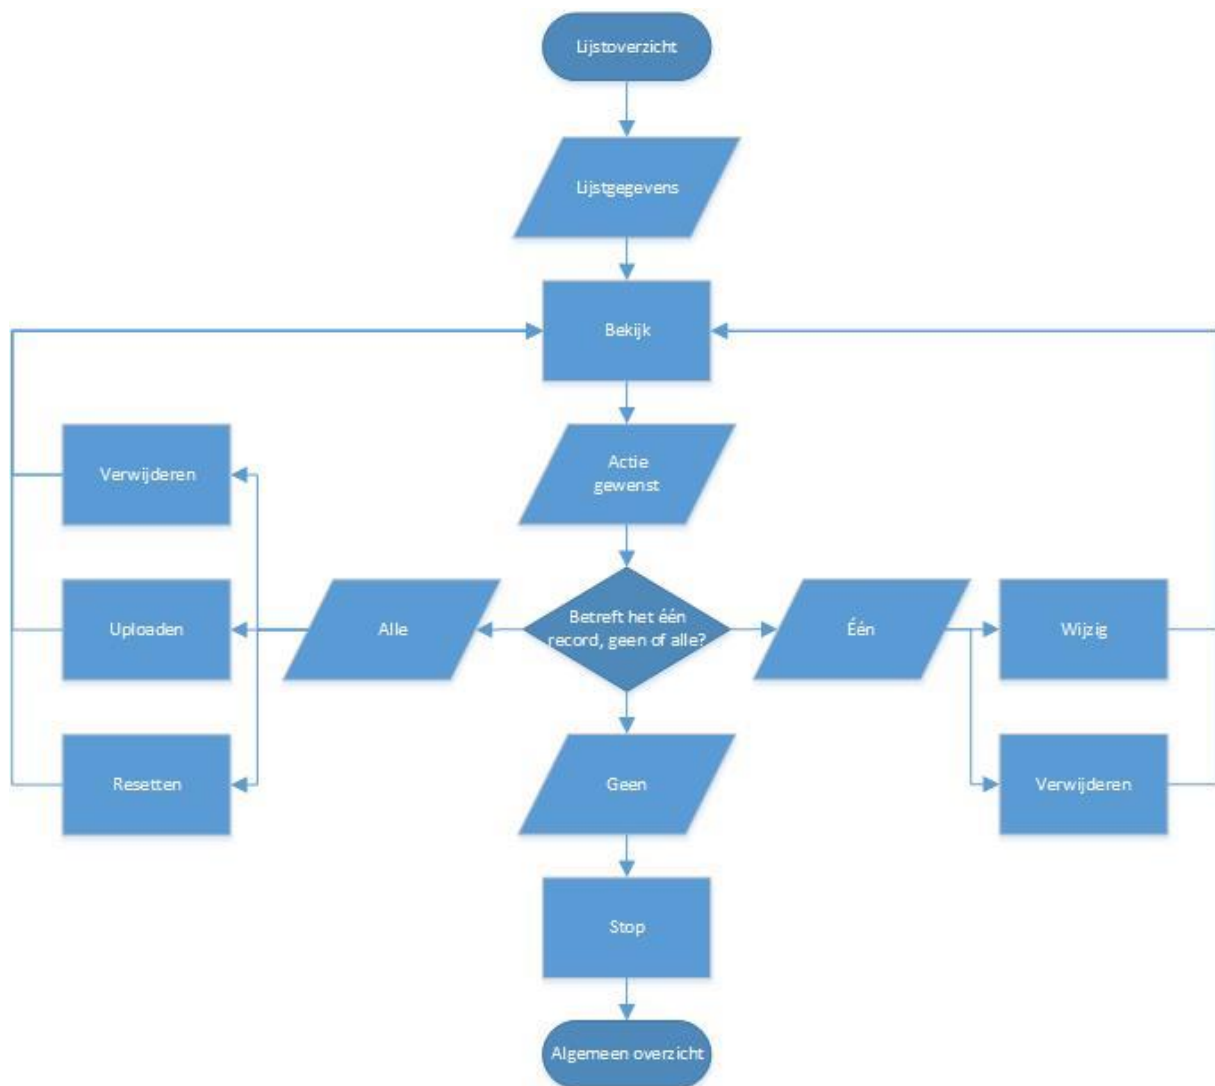 Lijstoverzicht
Lijstgegevens
Bekijk
Verwijderen
Actie
gewenst
Uploaden
Alle
Betreft het één
record, geen of alle?
Één
Wijzig
Resetten
Geen
Verwijderen
Stop
Algemeen overzicht